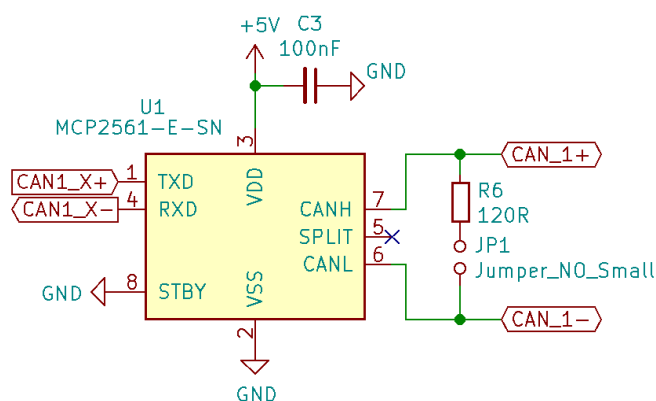 +5V
C3
100nF
GND
U1
MCP2561-E-SN
3
VDD
CAN1_X+
1
TXD
CAN1_X-
4
RXD
CANH
7
SPLIT
5
CANL
6
GND
8
STBY
VSS
2
GND
CAN_1+
R6
120R
JP1
Jumper_NO_Small
CAN_1-